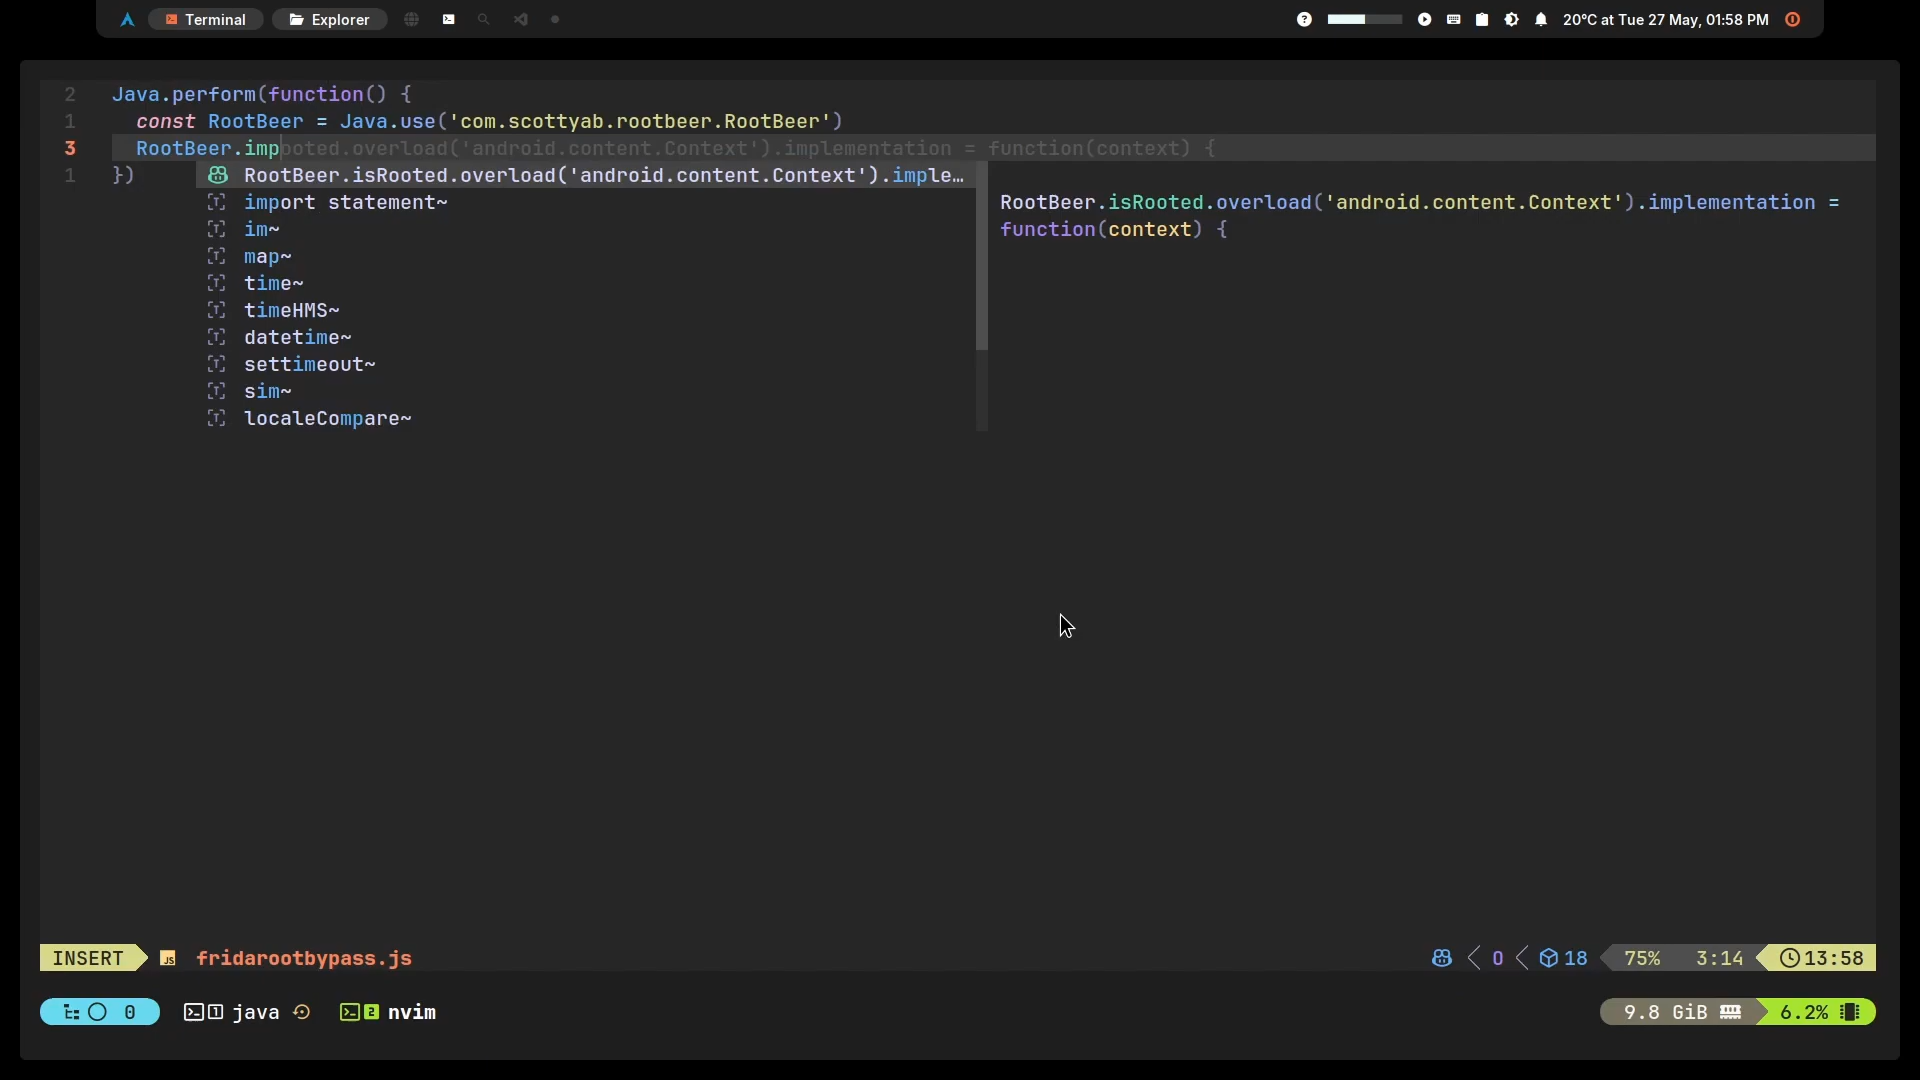 Terminal Explorer 20°C at Tue 27 May, 01:58 PM
2 Java.perform(function() {
1 const RootBeer = Java.use('com.scottyab.rootbeer.RootBeer')
3 RootBeer.impooted.overload('android.content.Context').implementation = function(context) {
1 }) RootBeer.isRooted.overload('android.content.Context').imple…
import statement~
im~
map~
time~
timeHMS~
datetime~
settimeout~
sim~
localeCompare~
RootBeer.isRooted.overload('android.content.Context').implementation =
function(context) {
INSERT JS fridarootbypass.js 0 18 75% 3:14 13:58
0 1 java 2 nvim 9.8 GiB 6.2%